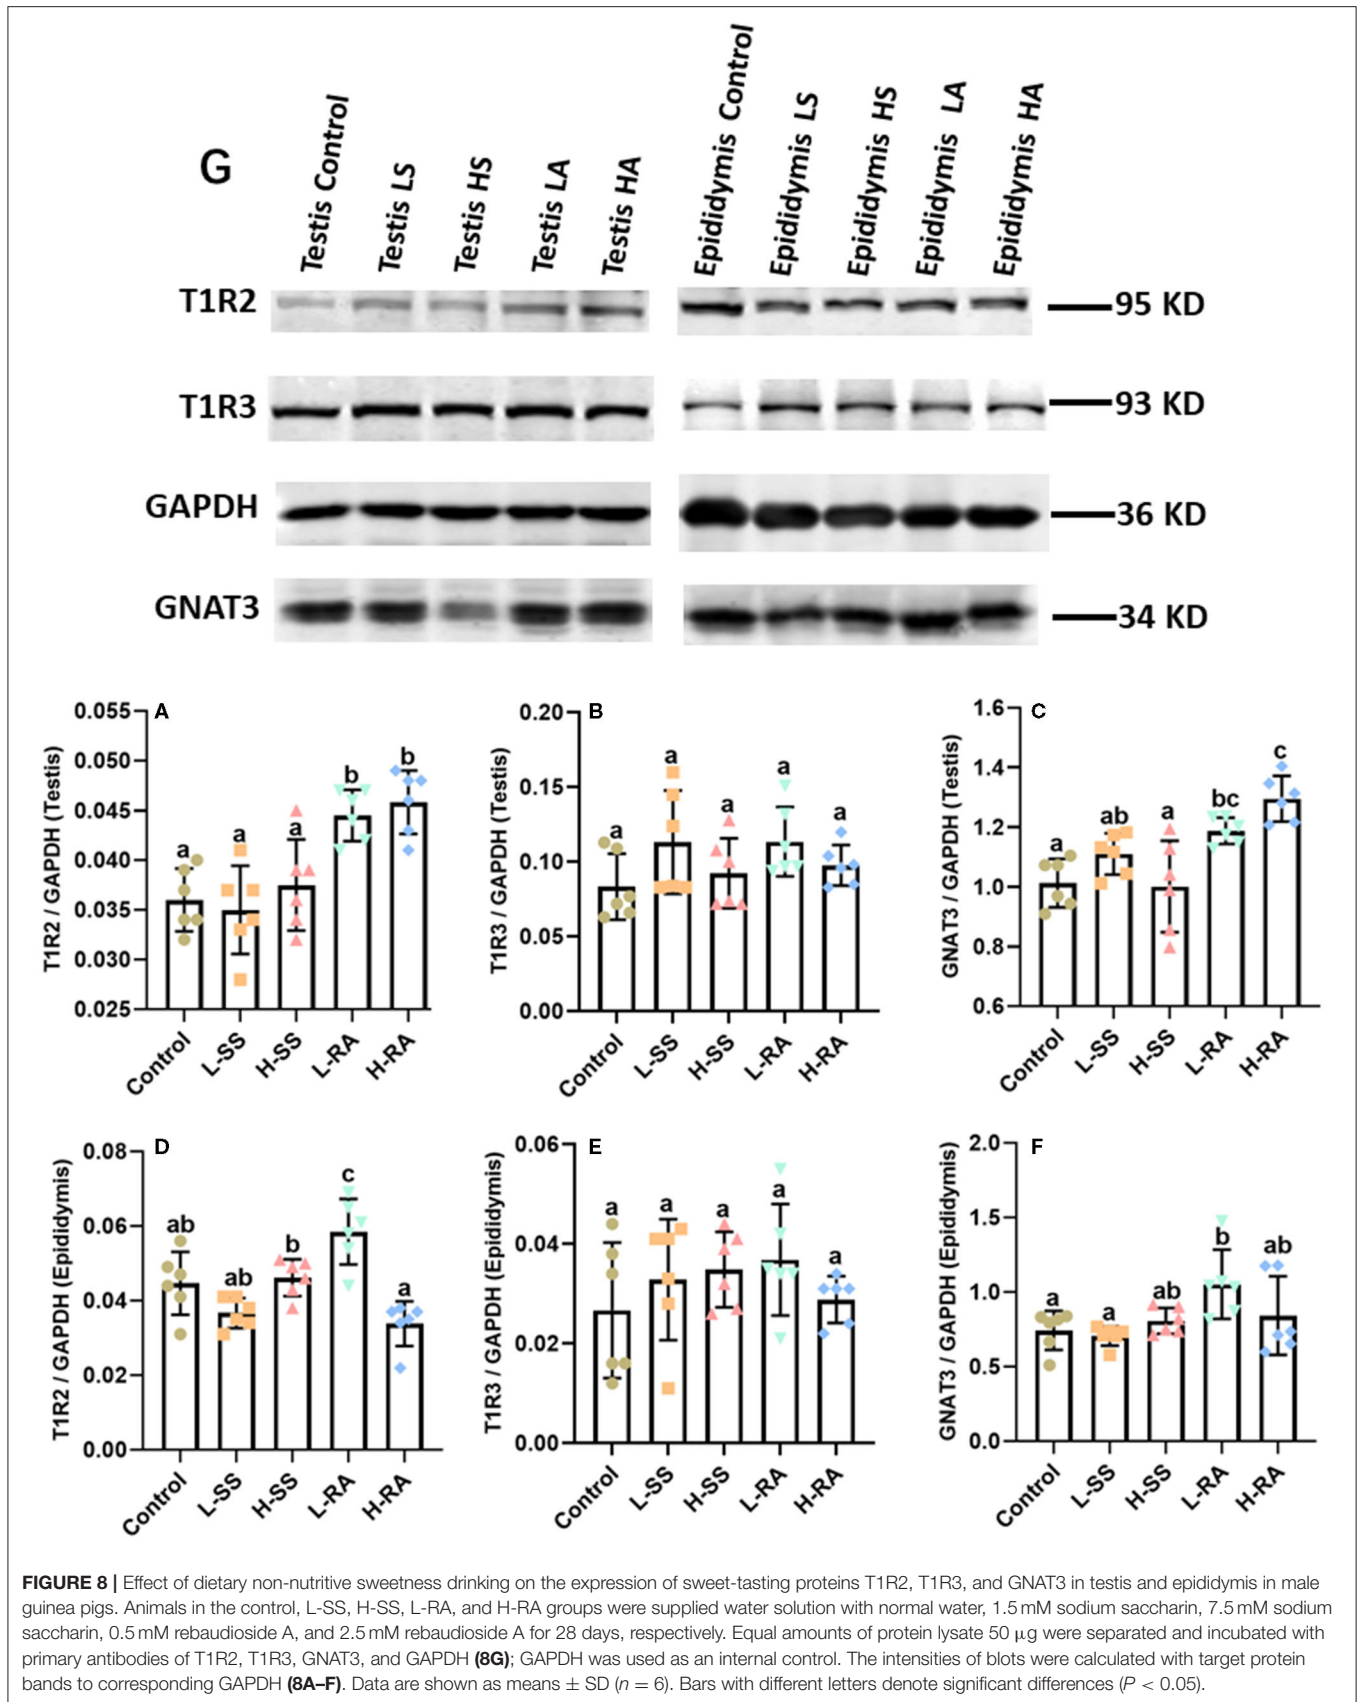 G
Testis Control
Testis LS
Testis HS
Testis LA
Testis HA
Epididymis Control
Epididymis LS
Epididymis HS
Epididymis LA
Epididymis HA
T1R2
95 KD
T1R3
93 KD
GAPDH
36 KD
GNAT3
34 KD
A
T1R2 / GAPDH (Testis)
0.055
0.050
0.045
0.040
0.035
0.030
0.025
a
a
a
b
b
Control
L-SS
H-SS
L-RA
H-RA
B
T1R3 / GAPDH (Testis)
0.20
0.15
0.10
0.05
0.00
a
a
a
a
a
Control
L-SS
H-SS
L-RA
H-RA
C
GNAT3 / GAPDH (Testis)
1.6
1.4
1.2
1.0
0.8
0.6
a
ab
a
bc
c
Control
L-SS
H-SS
L-RA
H-RA
D
T1R2 / GAPDH (Epididymis)
0.08
0.06
0.04
0.02
0.00
ab
ab
b
c
a
Control
L-SS
H-SS
L-RA
H-RA
E
T1R3 / GAPDH (Epididymis)
0.06
0.04
0.02
0.00
a
a
a
a
a
Control
L-SS
H-SS
L-RA
H-RA
F
GNAT3 / GAPDH (Epididymis)
2.0
1.5
1.0
0.5
0.0
a
a
ab
b
ab
Control
L-SS
H-SS
L-RA
H-RA
FIGURE 8 | Effect of dietary non-nutritive sweetness drinking on the expression of sweet-tasting proteins T1R2, T1R3, and GNAT3 in testis and epididymis in male
guinea pigs. Animals in the control, L-SS, H-SS, L-RA, and H-RA groups were supplied water solution with normal water, 1.5 mM sodium saccharin, 7.5 mM sodium
saccharin, 0.5 mM rebaudioside A, and 2.5 mM rebaudioside A for 28 days, respectively. Equal amounts of protein lysate 50 μg were separated and incubated with
primary antibodies of T1R2, T1R3, GNAT3, and GAPDH (8G); GAPDH was used as an internal control. The intensities of blots were calculated with target protein
bands to corresponding GAPDH (8A–F). Data are shown as means ± SD (n = 6). Bars with different letters denote significant differences (P < 0.05).